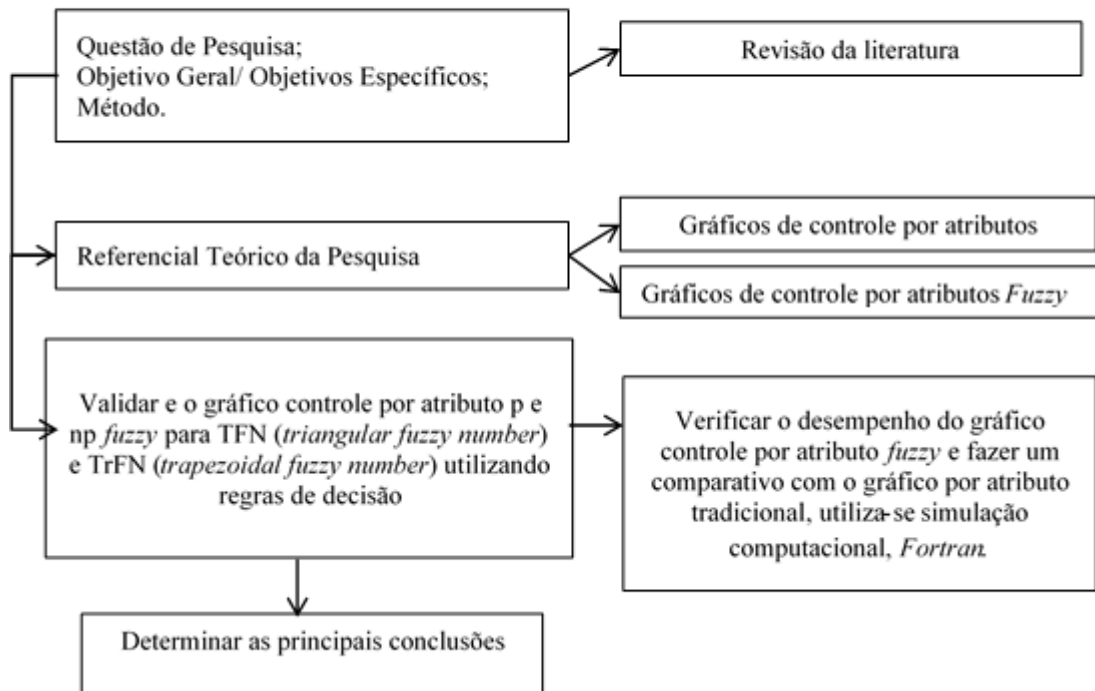 Questão de Pesquisa;
Objetivo Geral/ Objetivos Específicos;
Método.
Revisão da literatura
Referencial Teórico da Pesquisa
Gráficos de controle por atributos
Gráficos de controle por atributos Fuzzy
Validar e o gráfico controle por atributo p e
np fuzzy para TFN (triangular fuzzy number)
e TrFN (trapezoidal fuzzy number) utilizando
regras de decisão
Verificar o desempenho do gráfico
controle por atributo fuzzy e fazer um
comparativo com o gráfico por atributo
tradicional, utiliza-se simulação
computacional, Fortran.
Determinar as principais conclusões